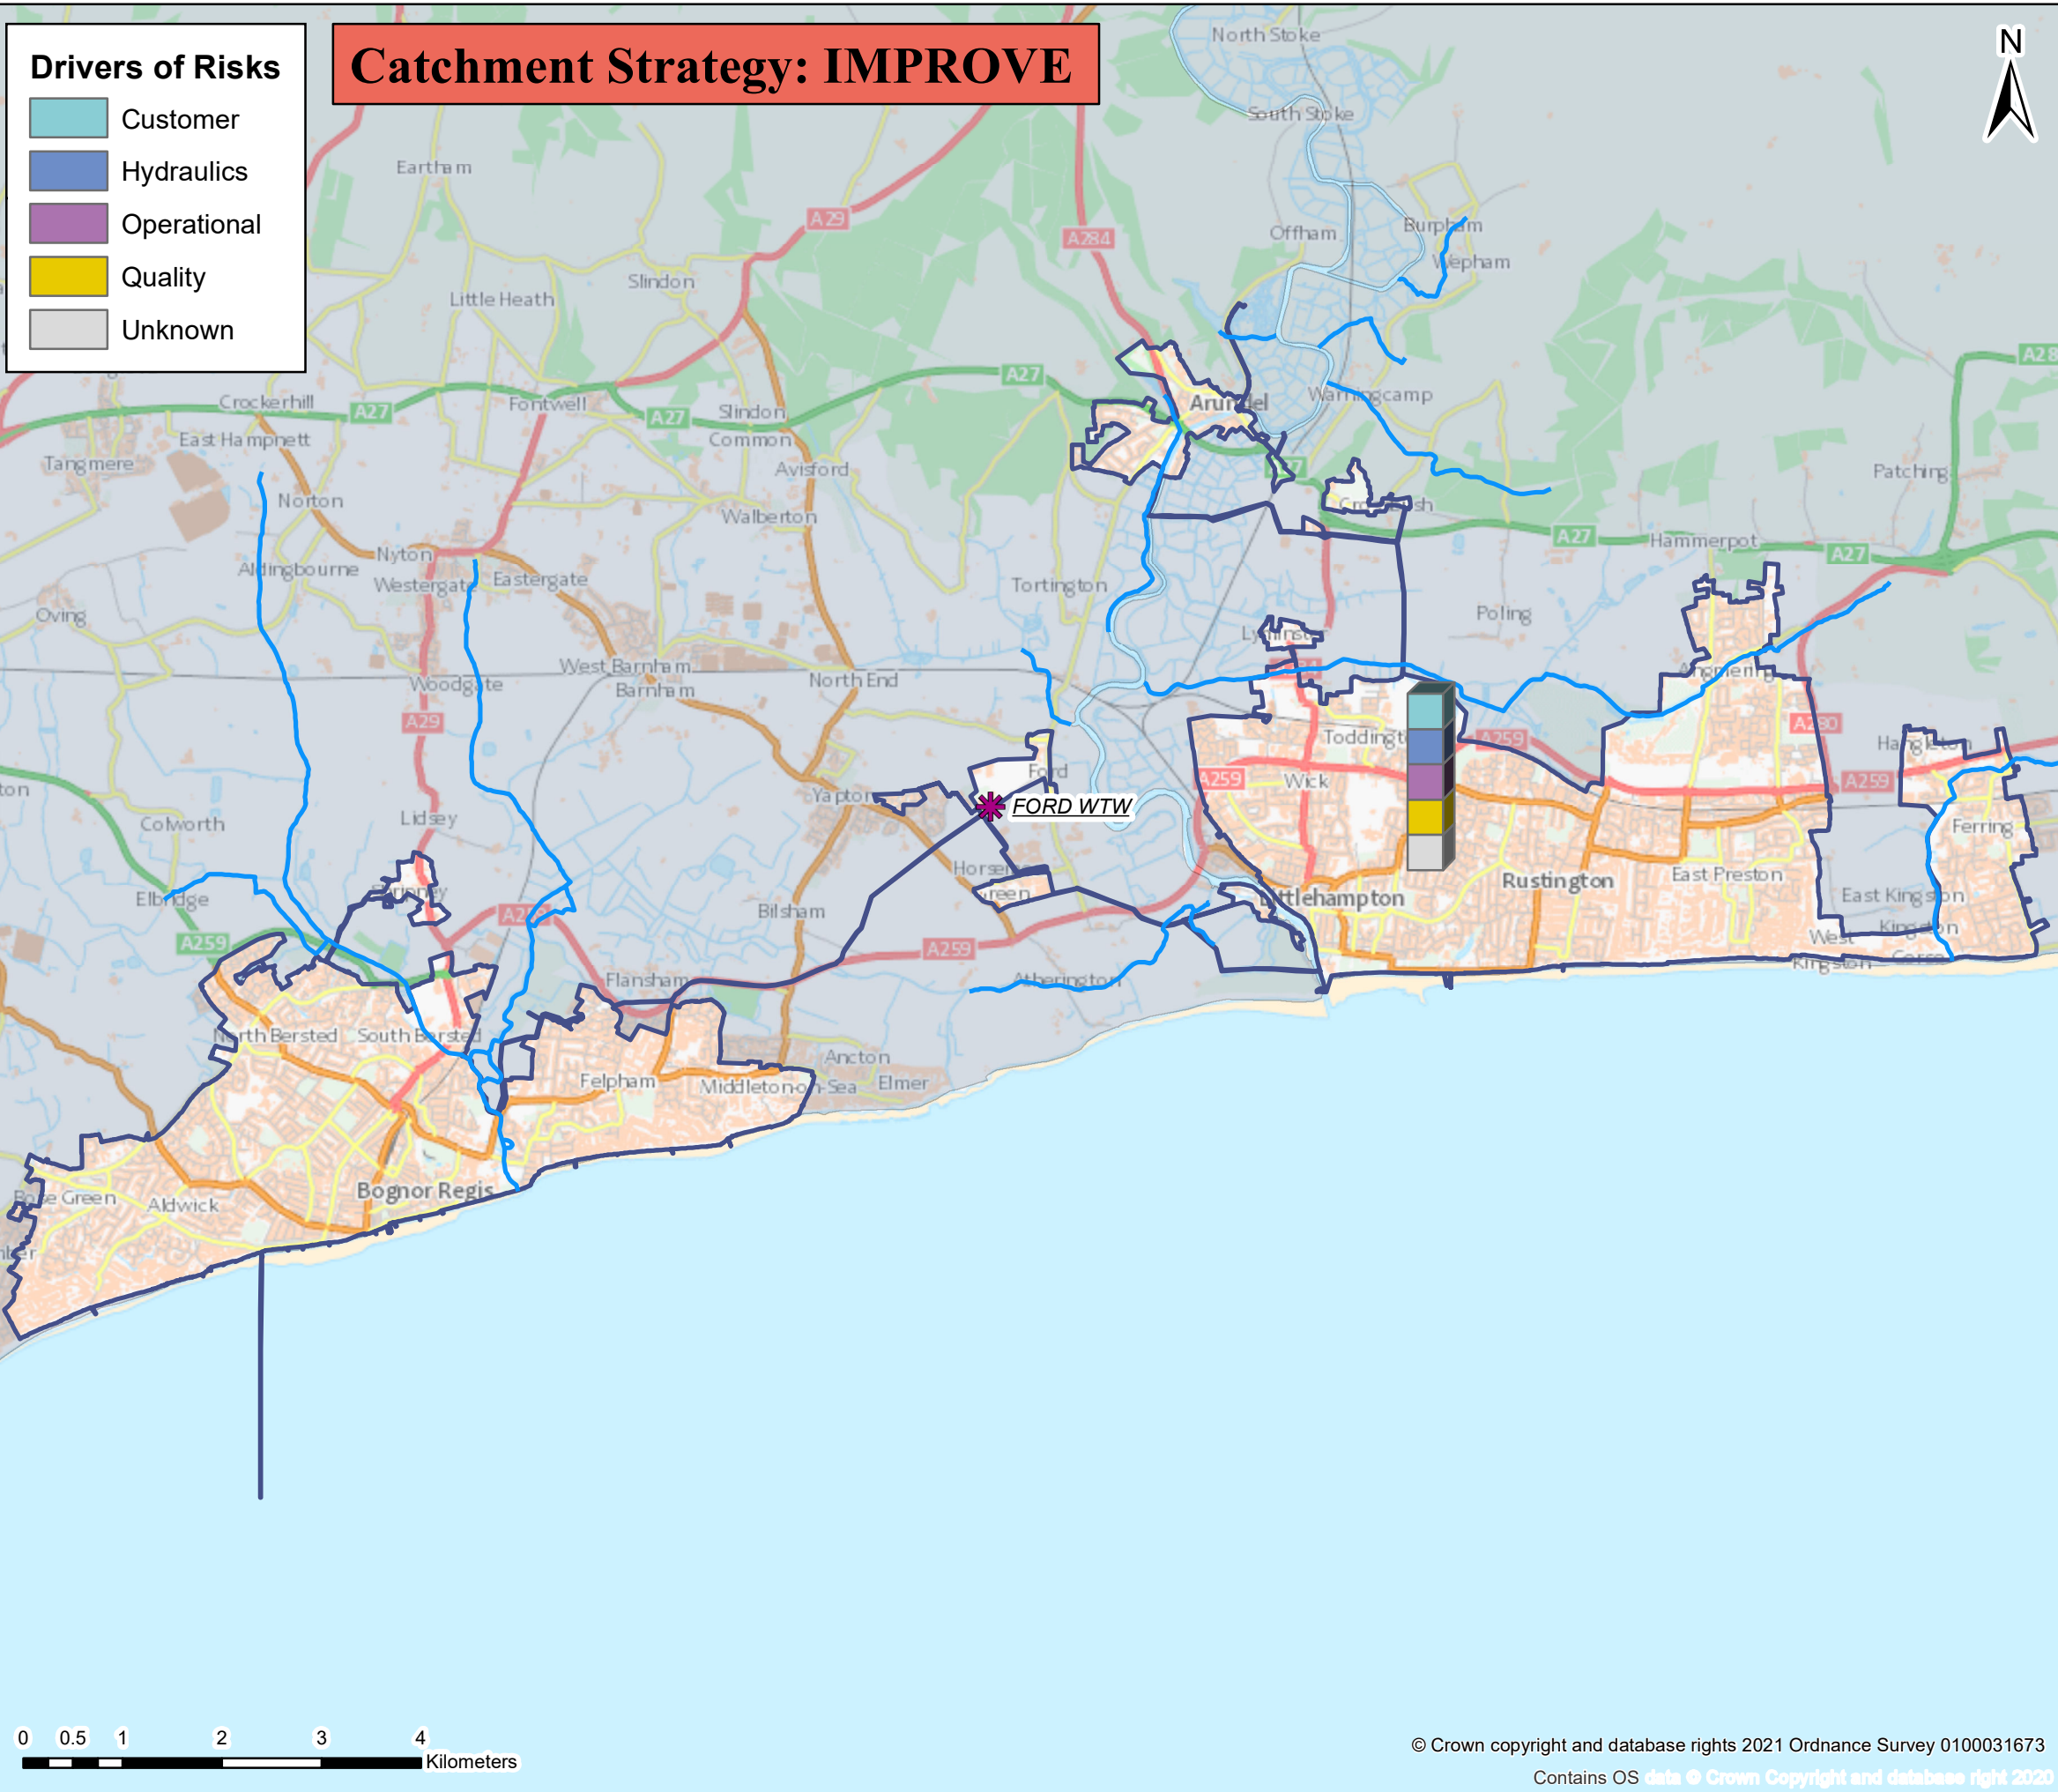 Drivers of Risks
Customer
Hydraulics
Operational
Quality
Unknown
Catchment Strategy: IMPROVE
N
North Stoke
South Stoke
Eartham
A29
A284
Offham
Burpham
Wepham
Slindon
Little Heath
A27
Crockerhill
A27
Fontwell
A27
Slindon
Common
Arundel
Warningcamp
East Hampnett
Tangmere
Avisford
Patching
Norton
Walberton
A27
Hammerpot
A27
Nyton
Aldingbourne
Westergate
Eastergate
Tortington
Oving
Poling
West Barnham
Barnham
North End
Woodgate
A29
Toddingt
A259
A280
Ford
A259
Wick
A259
FORD WTW
Yapton
Lidsey
Colworth
Ferring
Elbridge
Rustington
East Preston
East Kingston
Bilsham
A259
A259
West
Kingston
Kingston
Flansham
Atherington
North Bersted
South Bersted
Ancton
Felpham
Middleton-on-Sea
Elmer
Bognor Regis
Aldwick
0 0.5 1 2 3 4
Kilometers
© Crown copyright and database rights 2021 Ordnance Survey 0100031673
Contains OS data © Crown Copyright and database right 2020